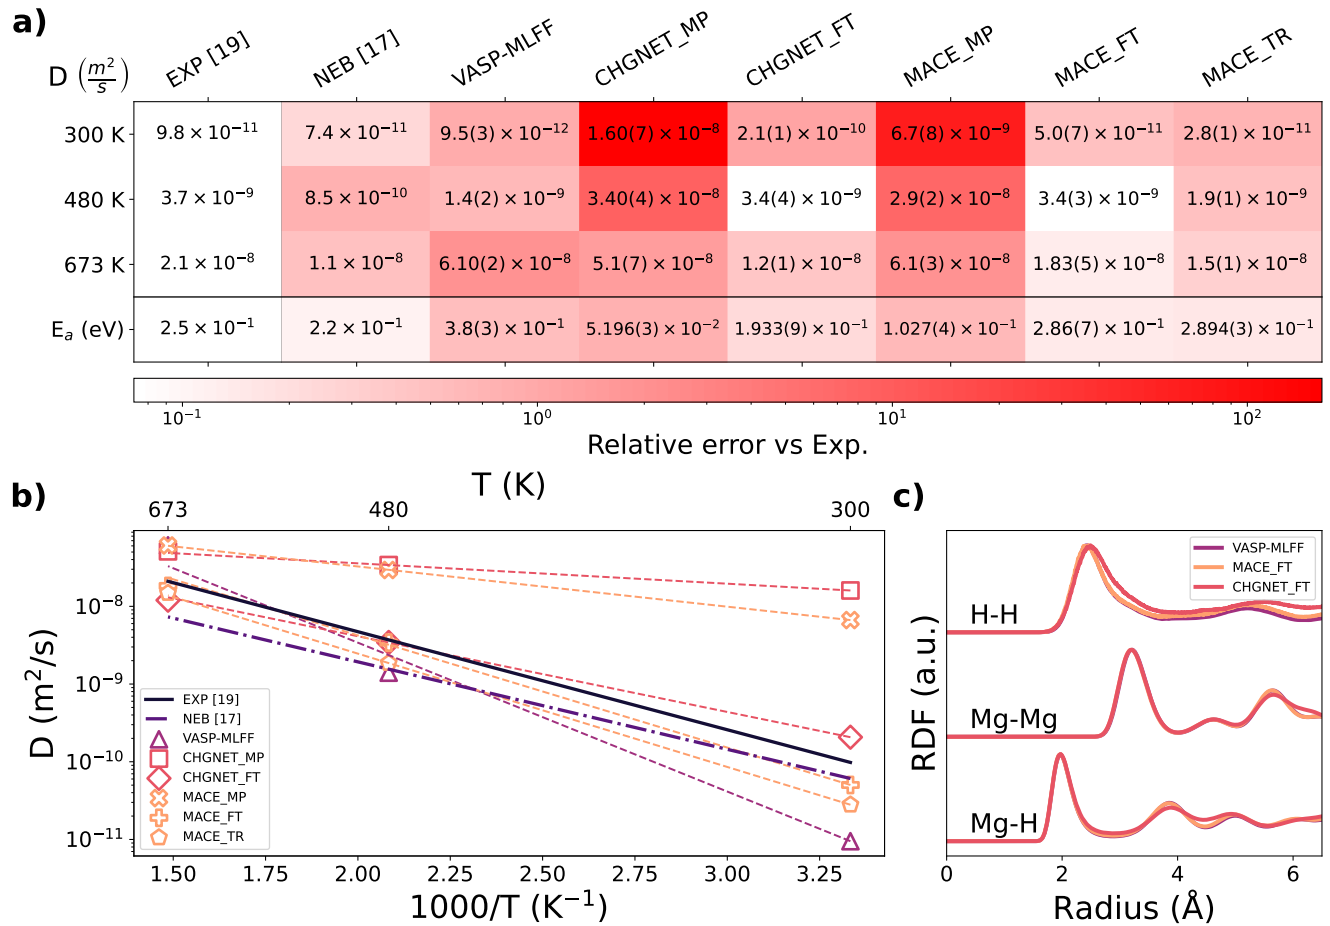 a)
D (m²/s) EXP [19] NEB [17] VASP-MLFF CHGNET_MP CHGNET_FT MACE_MP MACE_FT MACE_TR
300 K 9.8 × 10⁻¹¹ 7.4 × 10⁻¹¹ 9.5(3) × 10⁻¹² 1.60(7) × 10⁻⁸ 2.1(1) × 10⁻¹⁰ 6.7(8) × 10⁻⁹ 5.0(7) × 10⁻¹¹ 2.8(1) × 10⁻¹¹
480 K 3.7 × 10⁻⁹ 8.5 × 10⁻¹⁰ 1.4(2) × 10⁻⁹ 3.40(4) × 10⁻⁸ 3.4(4) × 10⁻⁹ 2.9(2) × 10⁻⁸ 3.4(3) × 10⁻⁹ 1.9(1) × 10⁻⁹
673 K 2.1 × 10⁻⁸ 1.1 × 10⁻⁸ 6.10(2) × 10⁻⁸ 5.1(7) × 10⁻⁸ 1.2(1) × 10⁻⁸ 6.1(3) × 10⁻⁸ 1.83(5) × 10⁻⁸ 1.5(1) × 10⁻⁸
Eₐ (eV) 2.5 × 10⁻¹ 2.2 × 10⁻¹ 3.8(3) × 10⁻¹ 5.196(3) × 10⁻² 1.933(9) × 10⁻¹ 1.027(4) × 10⁻¹ 2.86(7) × 10⁻¹ 2.894(3) × 10⁻¹
10⁻¹ 10⁰ 10¹ 10²
Relative error vs Exp.
b)
T (K)
673 480 300
D (m²/s)
10⁻⁸
10⁻⁹
10⁻¹⁰
10⁻¹¹
EXP [19]
NEB [17]
VASP-MLFF
CHGNET_MP
CHGNET_FT
MACE_MP
MACE_FT
MACE_TR
1.50 1.75 2.00 2.25 2.50 2.75 3.00 3.25
1000/T (K⁻¹)
c)
RDF (a.u.)
VASP-MLFF
MACE_FT
CHGNET_FT
H-H
Mg-Mg
Mg-H
0 2 4 6
Radius (Å)